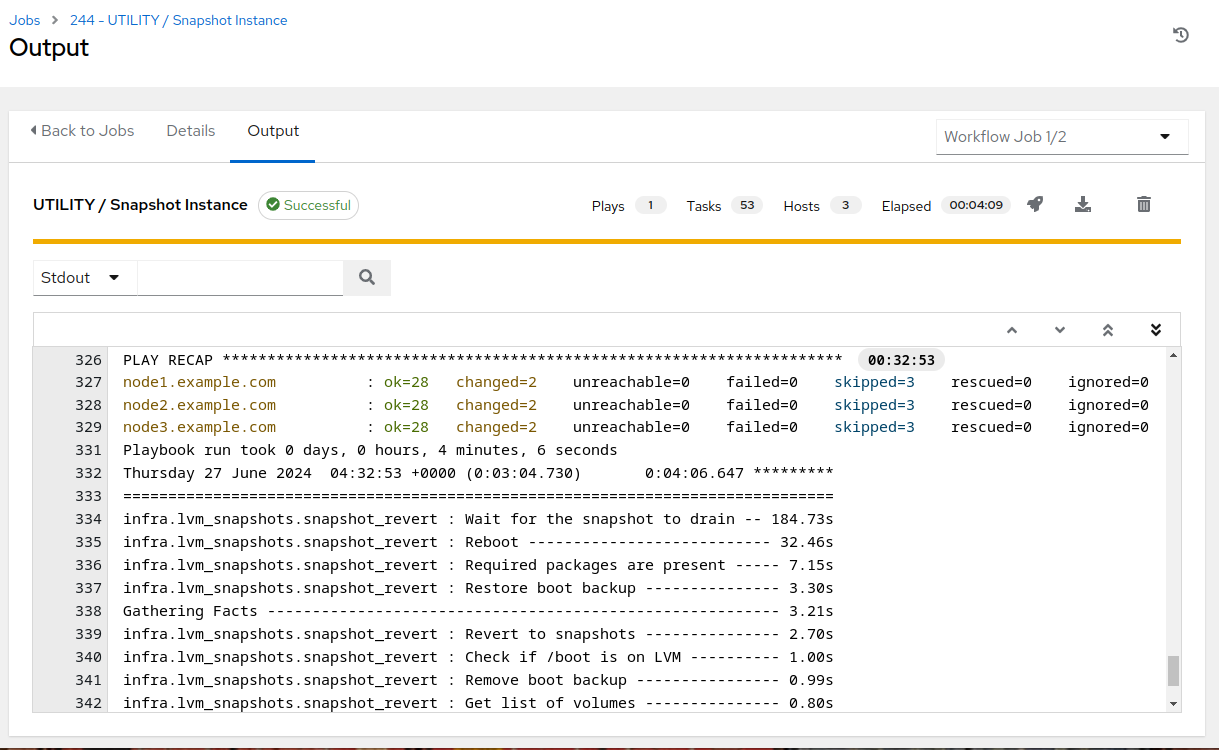 Jobs > 244 - UTILITY / Snapshot Instance
Output
Back to Jobs Details Output Workflow Job 1/2
UTILITY / Snapshot Instance Successful Plays 1 Tasks 53 Hosts 3 Elapsed 00:04:09
Stdout
326 PLAY RECAP ********************************************************************* 00:32:53
327 node1.example.com : ok=28 changed=2 unreachable=0 failed=0 skipped=3 rescued=0 ignored=0
328 node2.example.com : ok=28 changed=2 unreachable=0 failed=0 skipped=3 rescued=0 ignored=0
329 node3.example.com : ok=28 changed=2 unreachable=0 failed=0 skipped=3 rescued=0 ignored=0
331 Playbook run took 0 days, 0 hours, 4 minutes, 6 seconds
332 Thursday 27 June 2024 04:32:53 +0000 (0:03:04.730) 0:04:06.647 *********
333 ===============================================================================
334 infra.lvm_snapshots.snapshot_revert : Wait for the snapshot to drain -- 184.73s
335 infra.lvm_snapshots.snapshot_revert : Reboot --------------------------- 32.46s
336 infra.lvm_snapshots.snapshot_revert : Required packages are present ----- 7.15s
337 infra.lvm_snapshots.snapshot_revert : Restore boot backup --------------- 3.30s
338 Gathering Facts --------------------------------------------------------- 3.21s
339 infra.lvm_snapshots.snapshot_revert : Revert to snapshots --------------- 2.70s
340 infra.lvm_snapshots.snapshot_revert : Check if /boot is on LVM ---------- 1.00s
341 infra.lvm_snapshots.snapshot_revert : Remove boot backup ---------------- 0.99s
342 infra.lvm_snapshots.snapshot_revert : Get list of volumes --------------- 0.80s